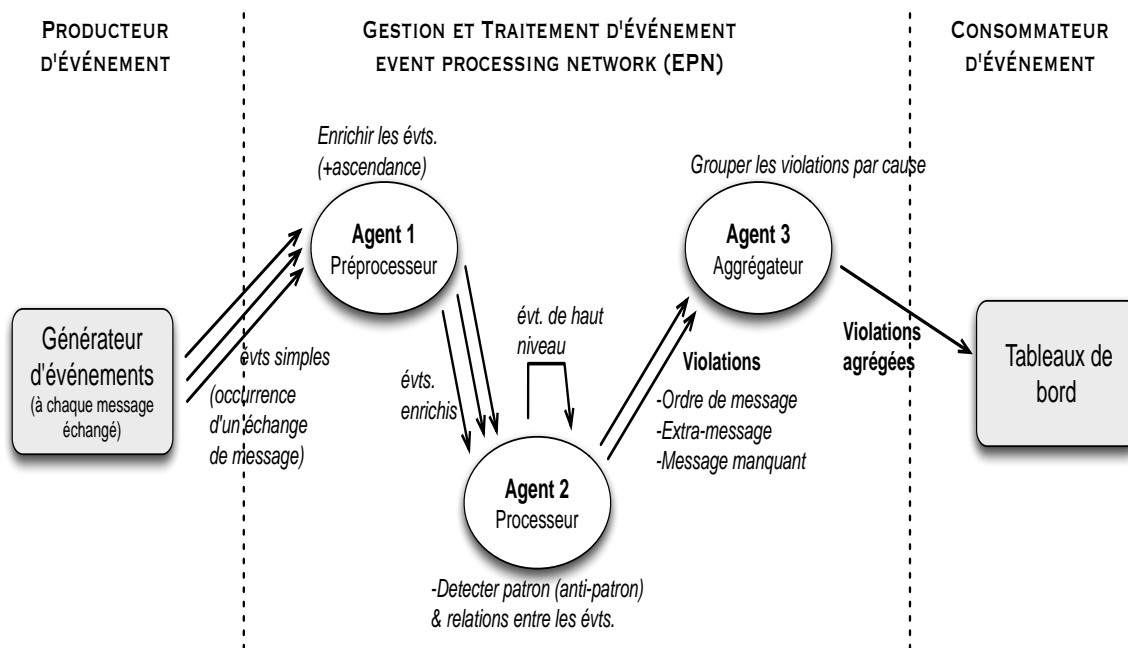 PRODUCTEUR
D'ÉVÉNEMENT
GESTION ET TRAITEMENT D'ÉVÉNEMENT
EVENT PROCESSING NETWORK (EPN)
CONSOMMATEUR
D'ÉVÉNEMENT
Enrichir les évts.
(+ascendance)
Agent 1
Préprocesseur
Grouper les violations par cause
Agent 3
Aggrégateur
Générateur
d'événements
(à chaque message
échangé)
évts simples
(occurrence
d'un échange
de message)
évts.
enrichis
évt. de haut
niveau
Violations
-Ordre de message
-Extra-message
-Message manquant
Violations
agrégées
Tableaux de
bord
Agent 2
Processeur
-Detecter patron (anti-patron)
& relations entre les évts.